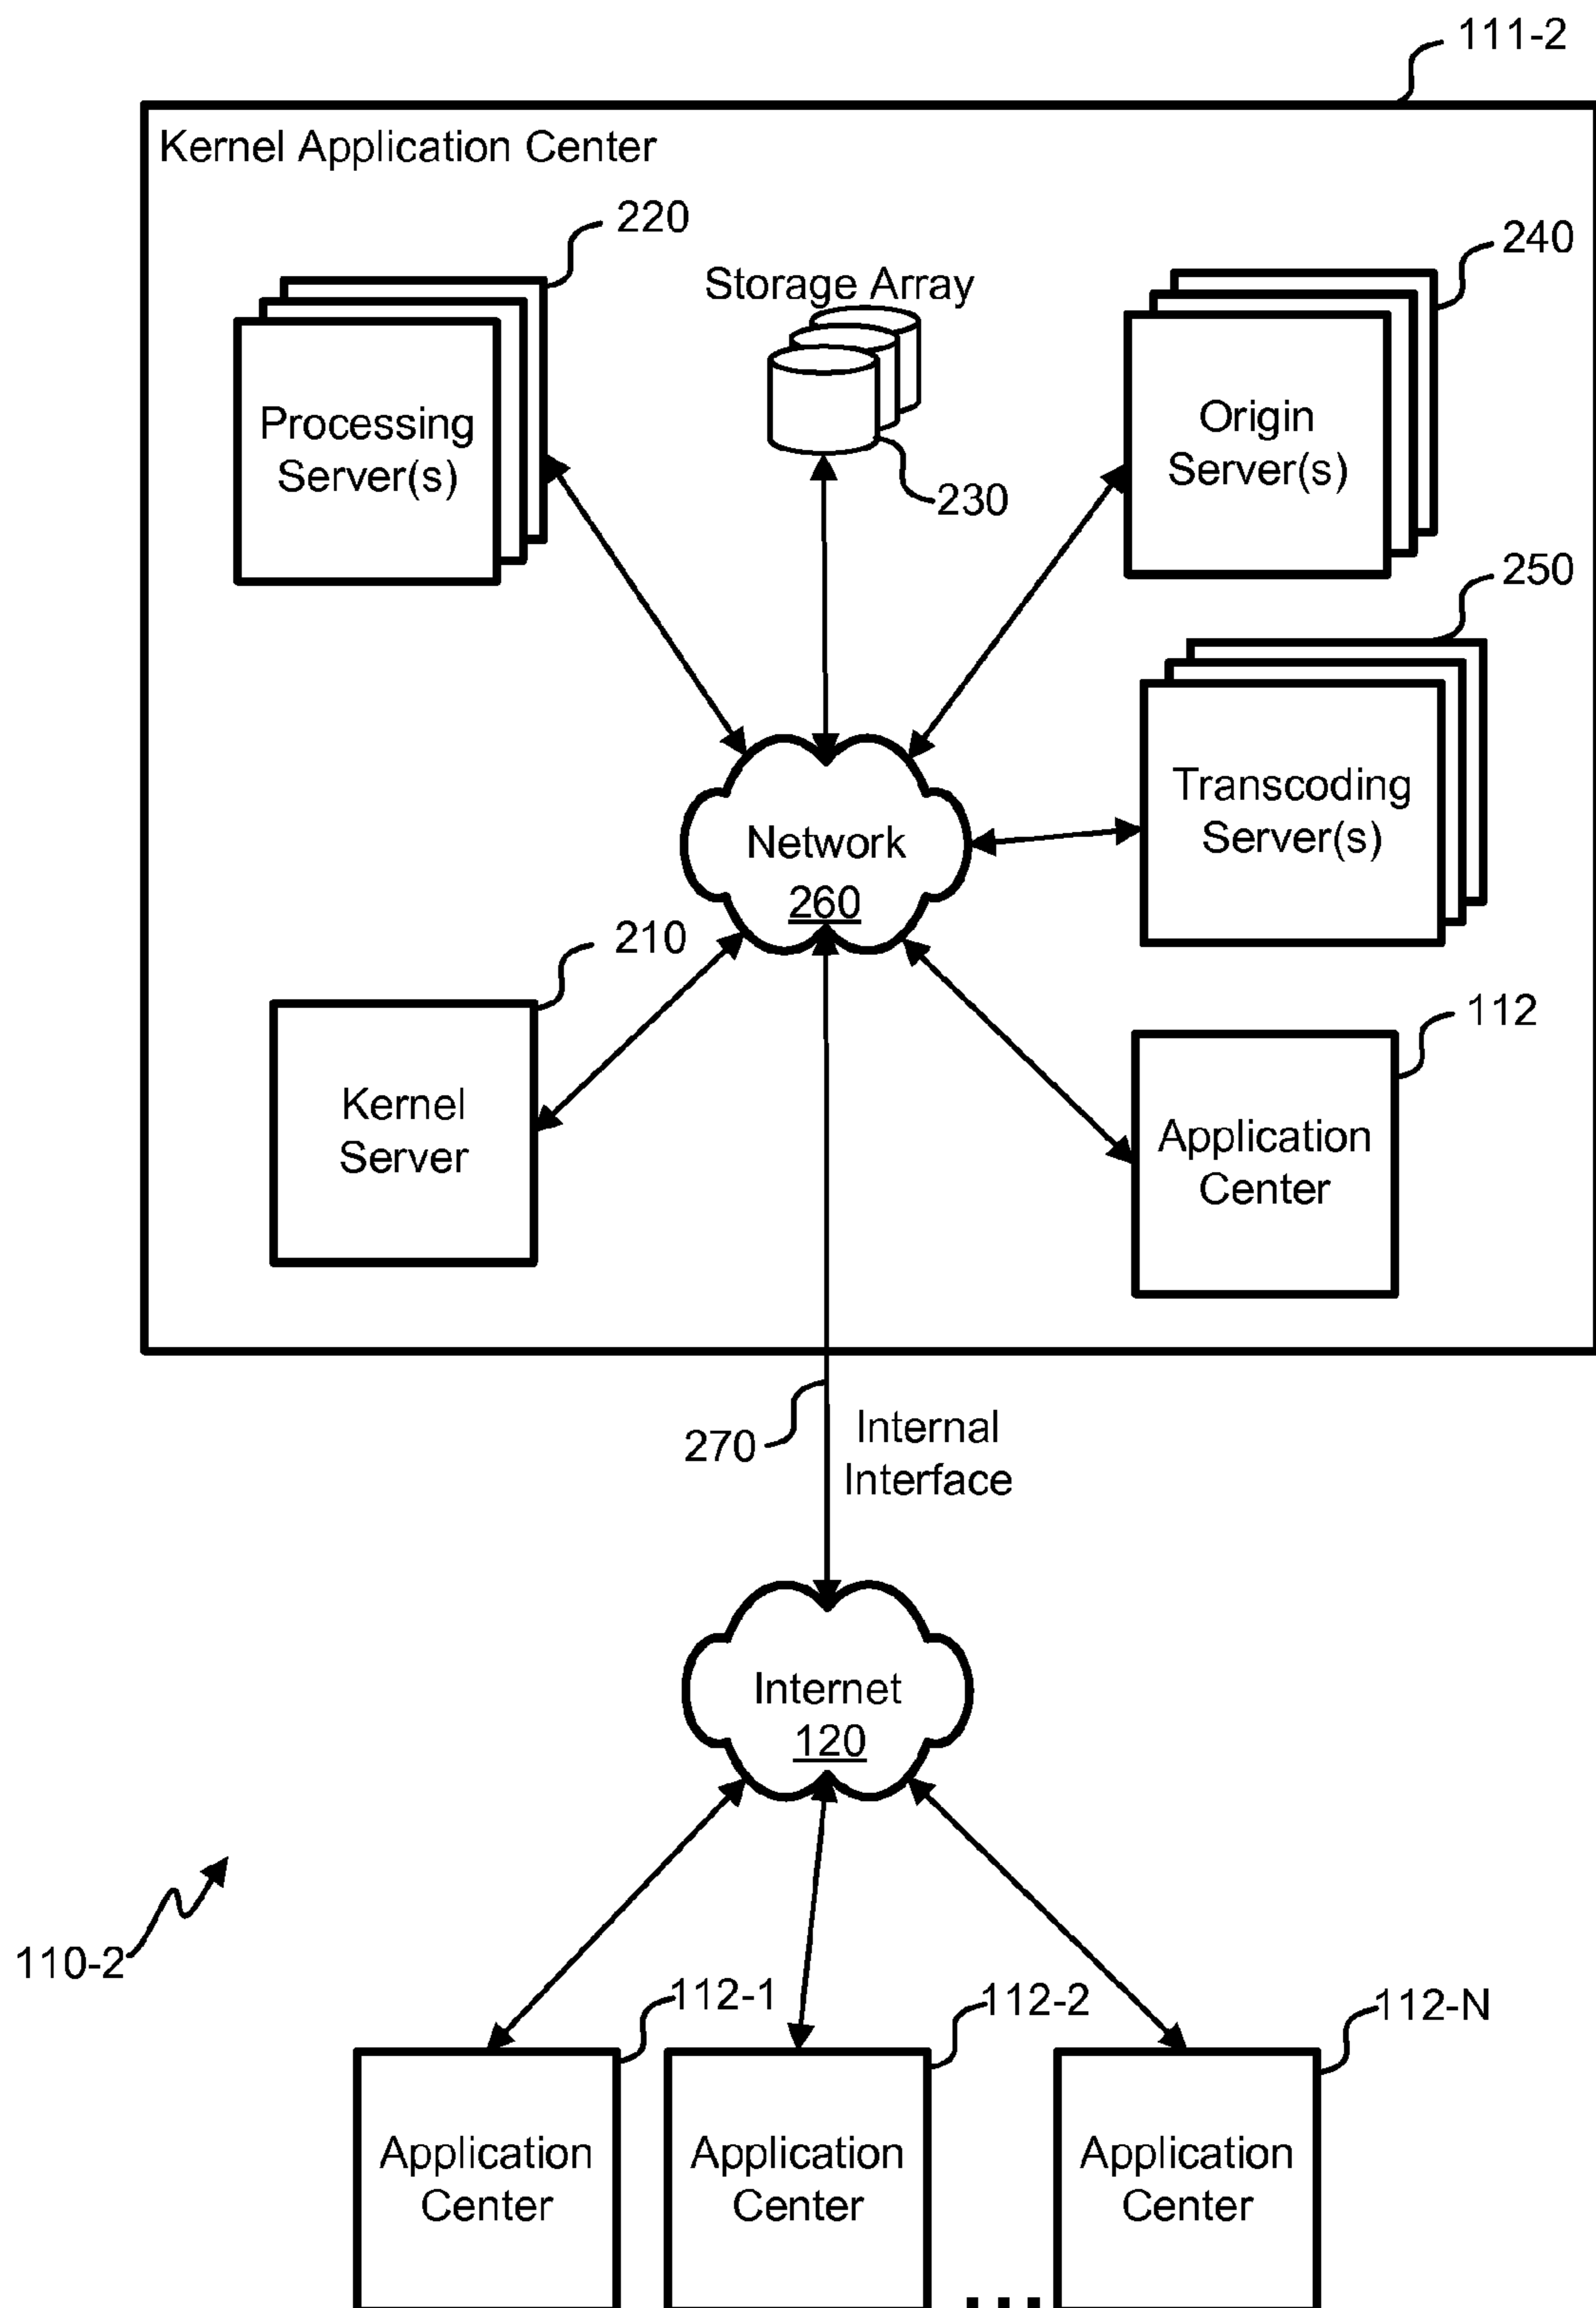 111-2
Kernel Application Center
220
240
Storage Array
Processing
Server(s)
Origin
Server(s)
230
250
Transcoding
Server(s)
Network
260
210
112
Kernel
Server
Application
Center
270
Internal
Interface
Internet
120
110-2
112-1
112-2
112-N
Application
Center
Application
Center
...
Application
Center